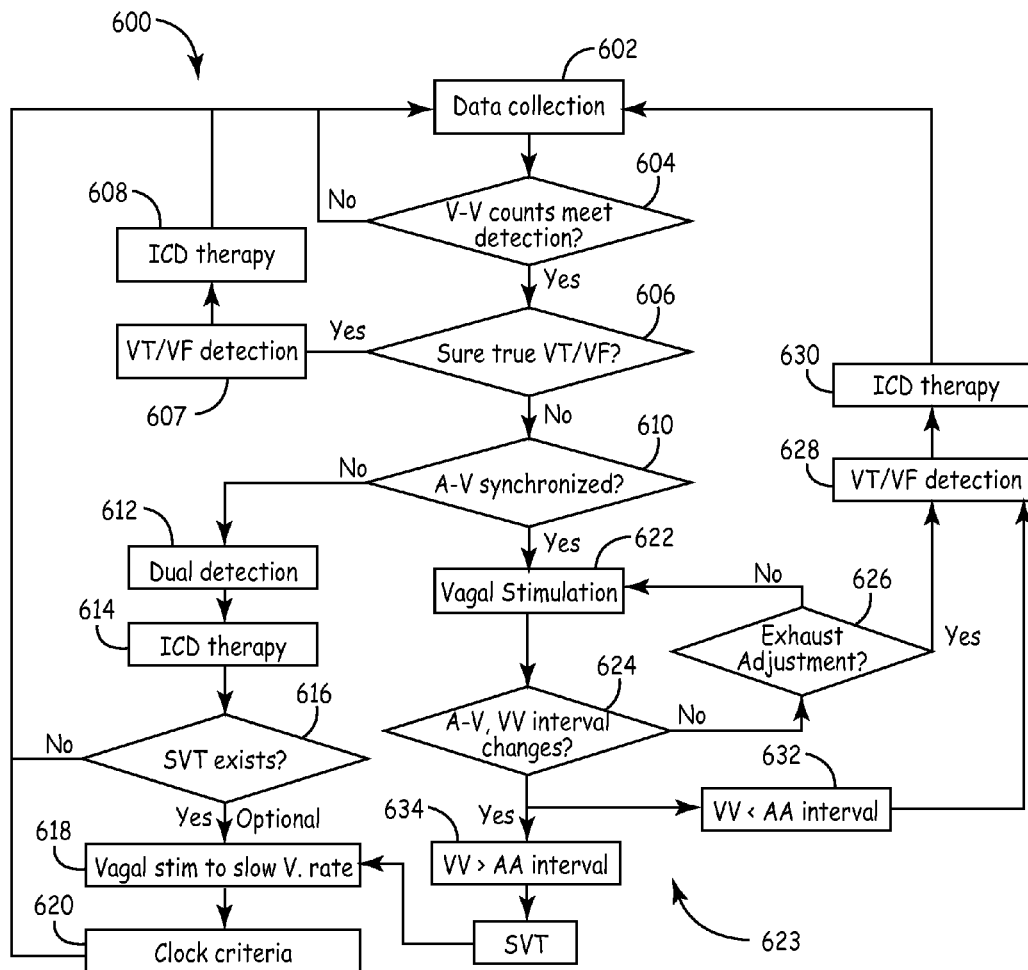 600
602
Data collection
604
No
V-V counts meet
detection?
608
ICD therapy
Yes
606
Yes
VT/VF detection
Sure true VT/VF?
607
No
630
ICD therapy
610
No
A-V synchronized?
628
VT/VF detection
612
Dual detection
Yes
622
Vagal Stimulation
No
626
614
ICD therapy
Exhaust
Adjustment?
Yes
616
624
No
SVT exists?
A-V, VV interval
changes?
No
632
VV < AA interval
Yes
Optional
634
Yes
618
Vagal stim to slow V. rate
VV > AA interval
620
Clock criteria
SVT
623